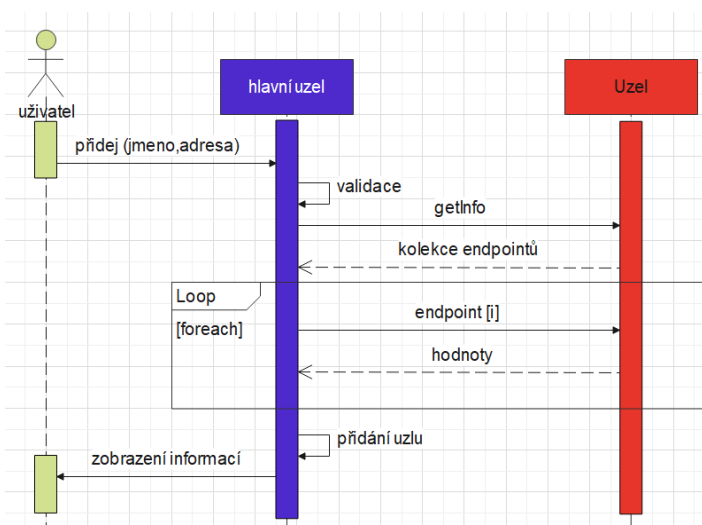 uživatel
hlavní uzel
Uzel
přidej (jmeno,adresa)
validace
getInfo
kolekce endpointů
Loop
[foreach]
endpoint [i]
hodnoty
přidání uzlu
zobrazení informací